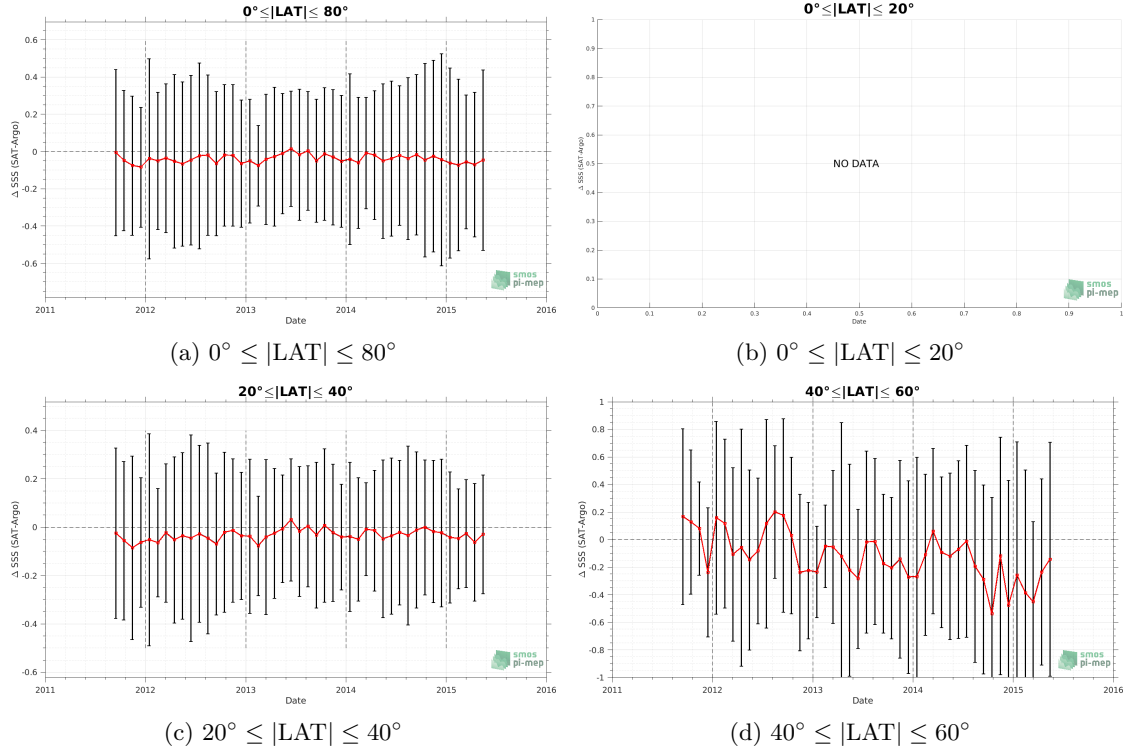 0°≤|LAT|≤ 80°
Δ SSS (SAT-Argo)
0.6
0.4
0.2
0
-0.2
-0.4
-0.6
2011 2012 2013 2014 2015 2016
Date
smos
pi-mep
(a) 0° ≤ |LAT| ≤ 80°
0°≤|LAT|≤ 20°
Δ SSS (SAT-Argo)
1
0.9
0.8
0.7
0.6
0.5
0.4
0.3
0.2
0.1
0
NO DATA
0 0.1 0.2 0.3 0.4 0.5 0.6 0.7 0.8 0.9 1
Date
smos
pi-mep
(b) 0° ≤ |LAT| ≤ 20°
20°≤|LAT|≤ 40°
Δ SSS (SAT-Argo)
0.4
0.2
0
-0.2
-0.4
-0.6
2011 2012 2013 2014 2015 2016
Date
smos
pi-mep
(c) 20° ≤ |LAT| ≤ 40°
40°≤|LAT|≤ 60°
Δ SSS (SAT-Argo)
1
0.8
0.6
0.4
0.2
0
-0.2
-0.4
-0.6
-0.8
-1
2011 2012 2013 2014 2015 2016
Date
smos
pi-mep
(d) 40° ≤ |LAT| ≤ 60°